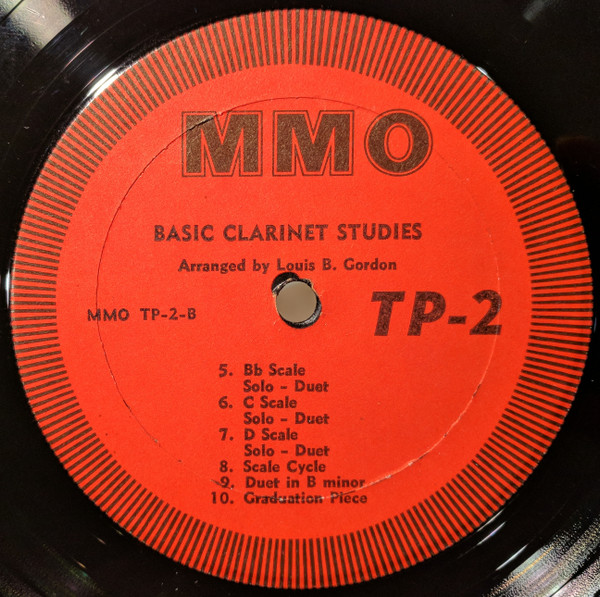 MMO
BASIC CLARINET STUDIES
Arranged by Louis B. Gordon
MMO TP-2-B
TP-2
5. Bb Scale
Solo - Duet
6. C Scale
Solo - Duet
7. D Scale
Solo - Duet
8. Scale Cycle
9. Duet in B minor
10. Graduation Piece